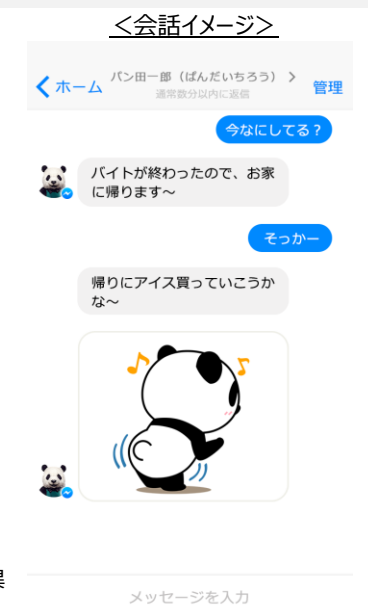 <会話イメージ>
パン田一郎（ぱんだいちろう）
ホーム
通常数分以内に返信
管理
今なにしてる？
バイトが終わったので、お家
に帰ります～
そっかー
帰りにアイス買っていこうか
な～
メッセージを入力